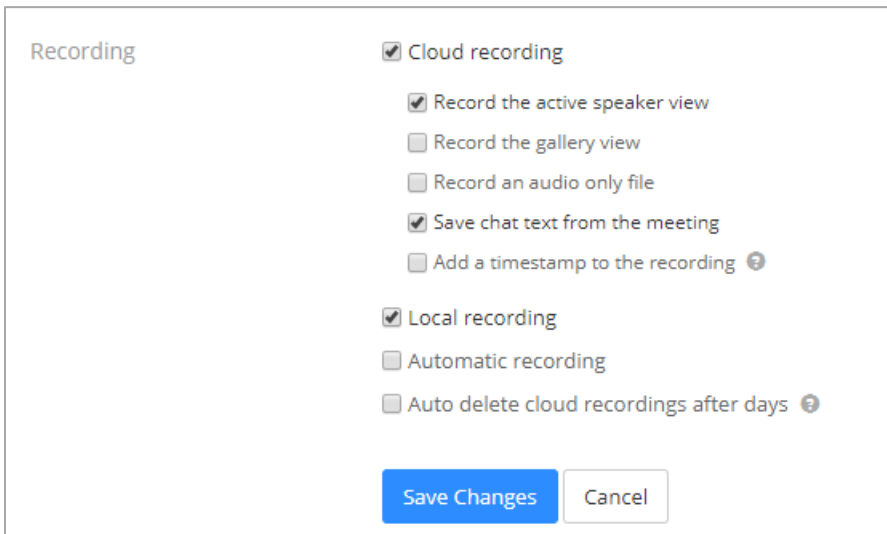 Recording
Cloud recording
Record the active speaker view
Record the gallery view
Record an audio only file
Save chat text from the meeting
Add a timestamp to the recording ?
Local recording
Automatic recording
Auto delete cloud recordings after days ?
Save Changes
Cancel